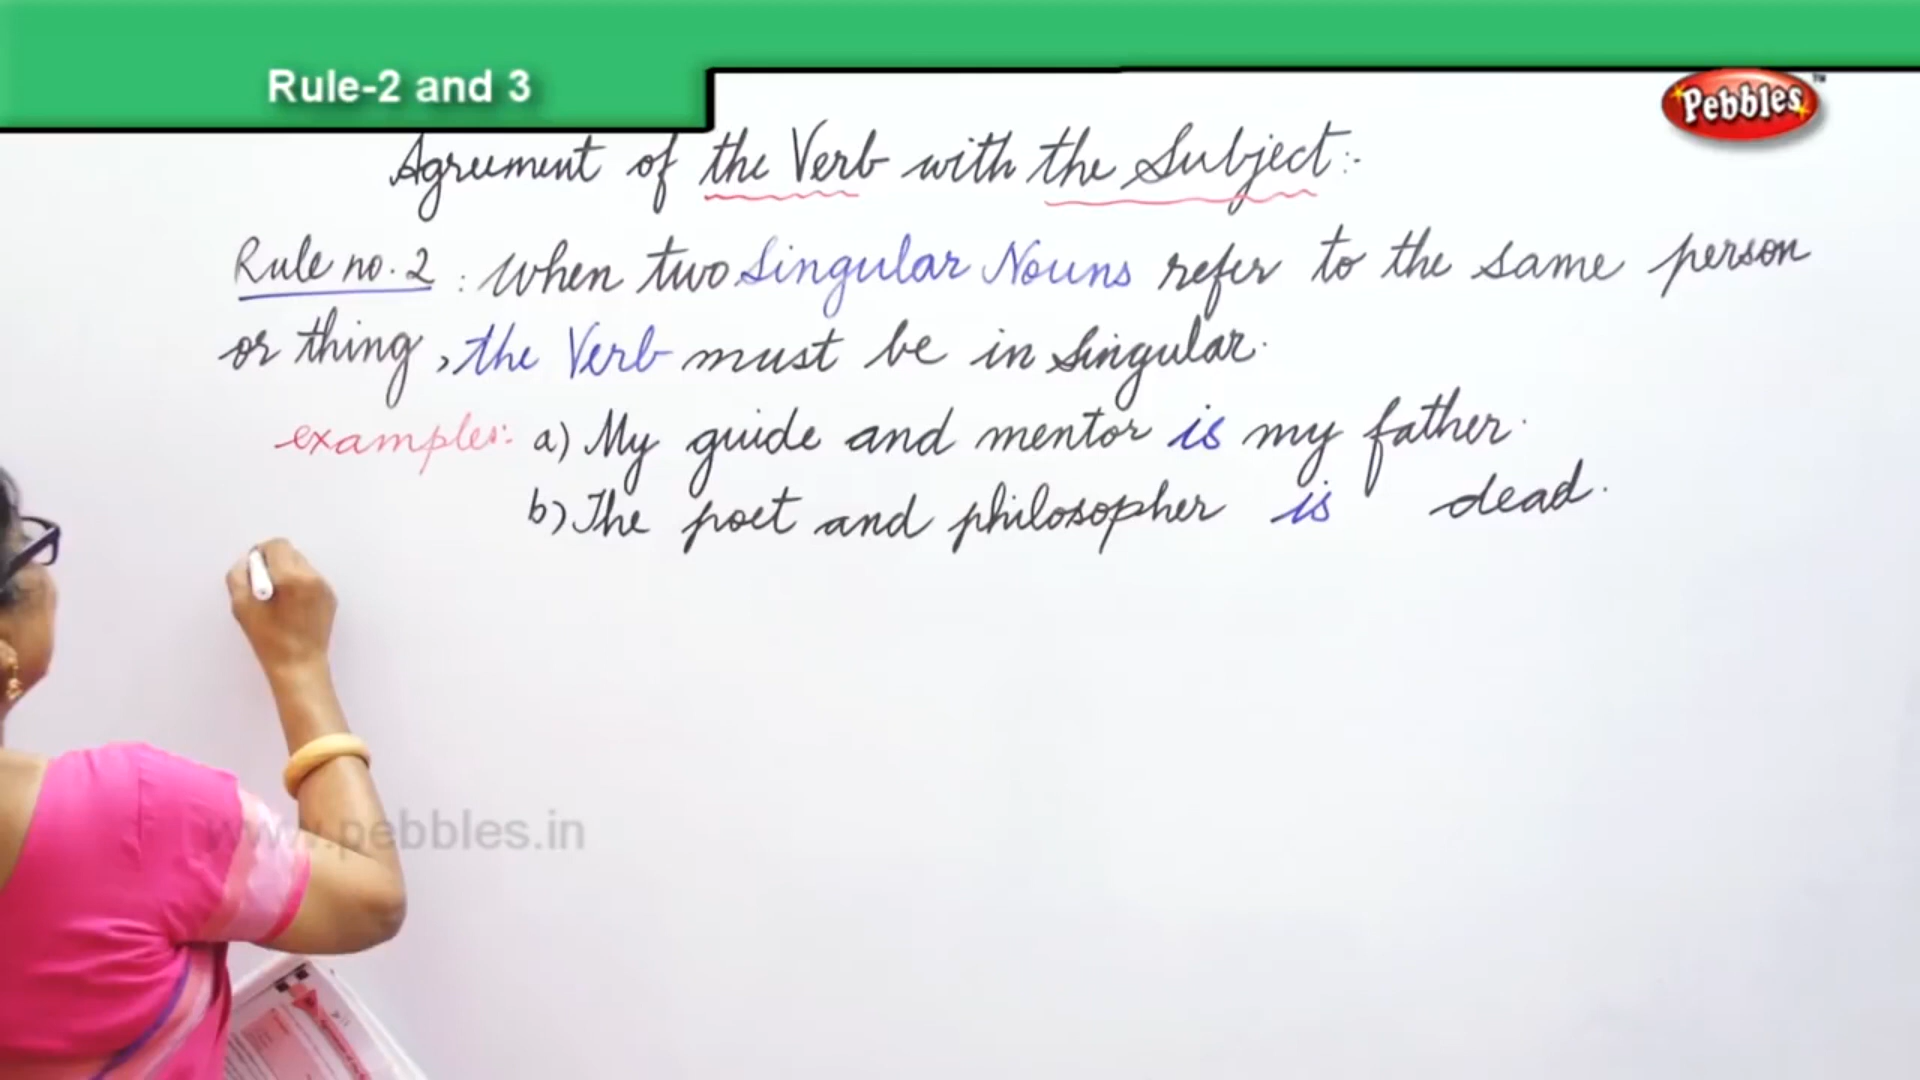 Rule-2 and 3
Pebbles™
Agreement of the Verb with the Subject:-
Rule no. 2 : When two Singular Nouns refer to the same person
or thing, the Verb must be in Singular.
examples:- a) My guide and mentor is my father.
b) The poet and philosopher is dead.
www.pebbles.in